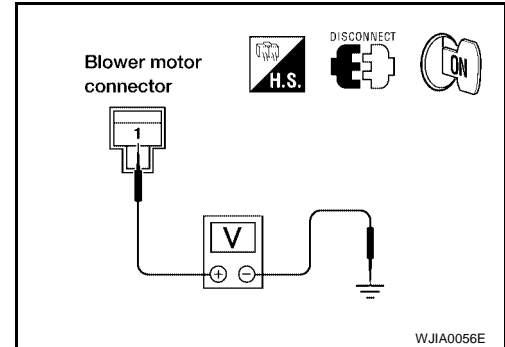 DISCONNECT
Blower motor
connector
H.S.
ON
1
V
+ −
WJIA0056E